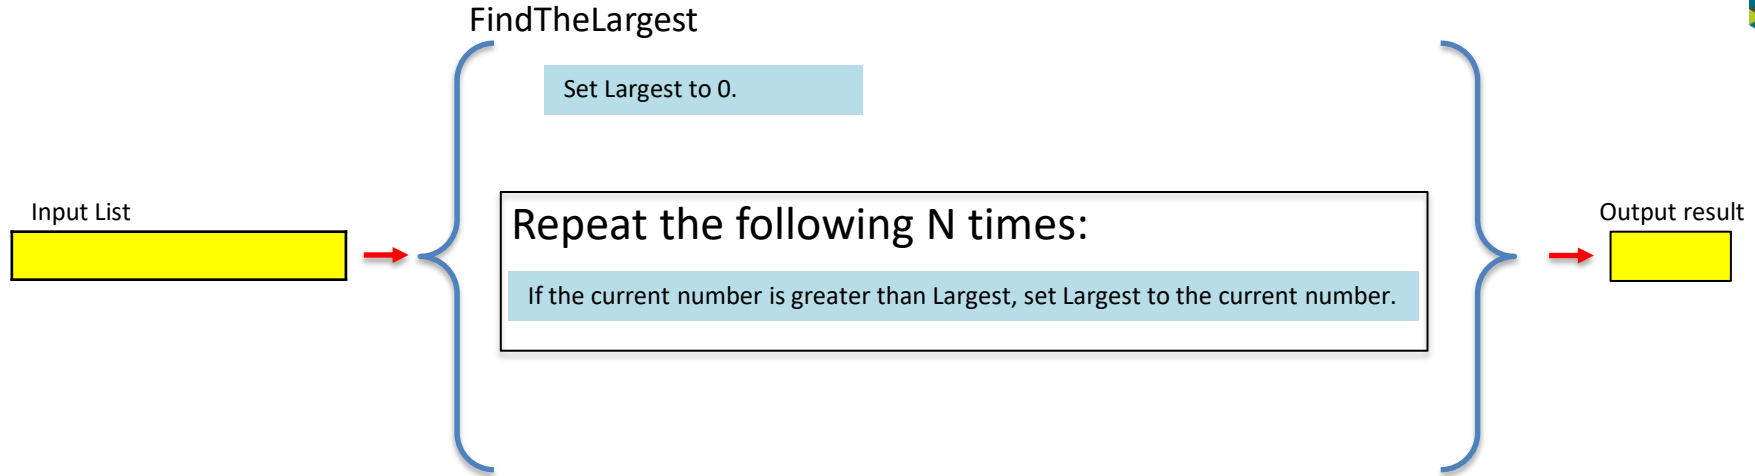 FindTheLargest
Set Largest to 0.
Input List
Repeat the following N times:
If the current number is greater than Largest, set Largest to the current number.
Output result